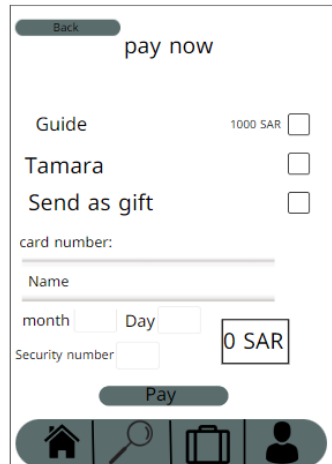 Back
pay now
Guide 1000 SAR
Tamara
Send as gift
card number:
Name
month Day
0 SAR
Security number
Pay